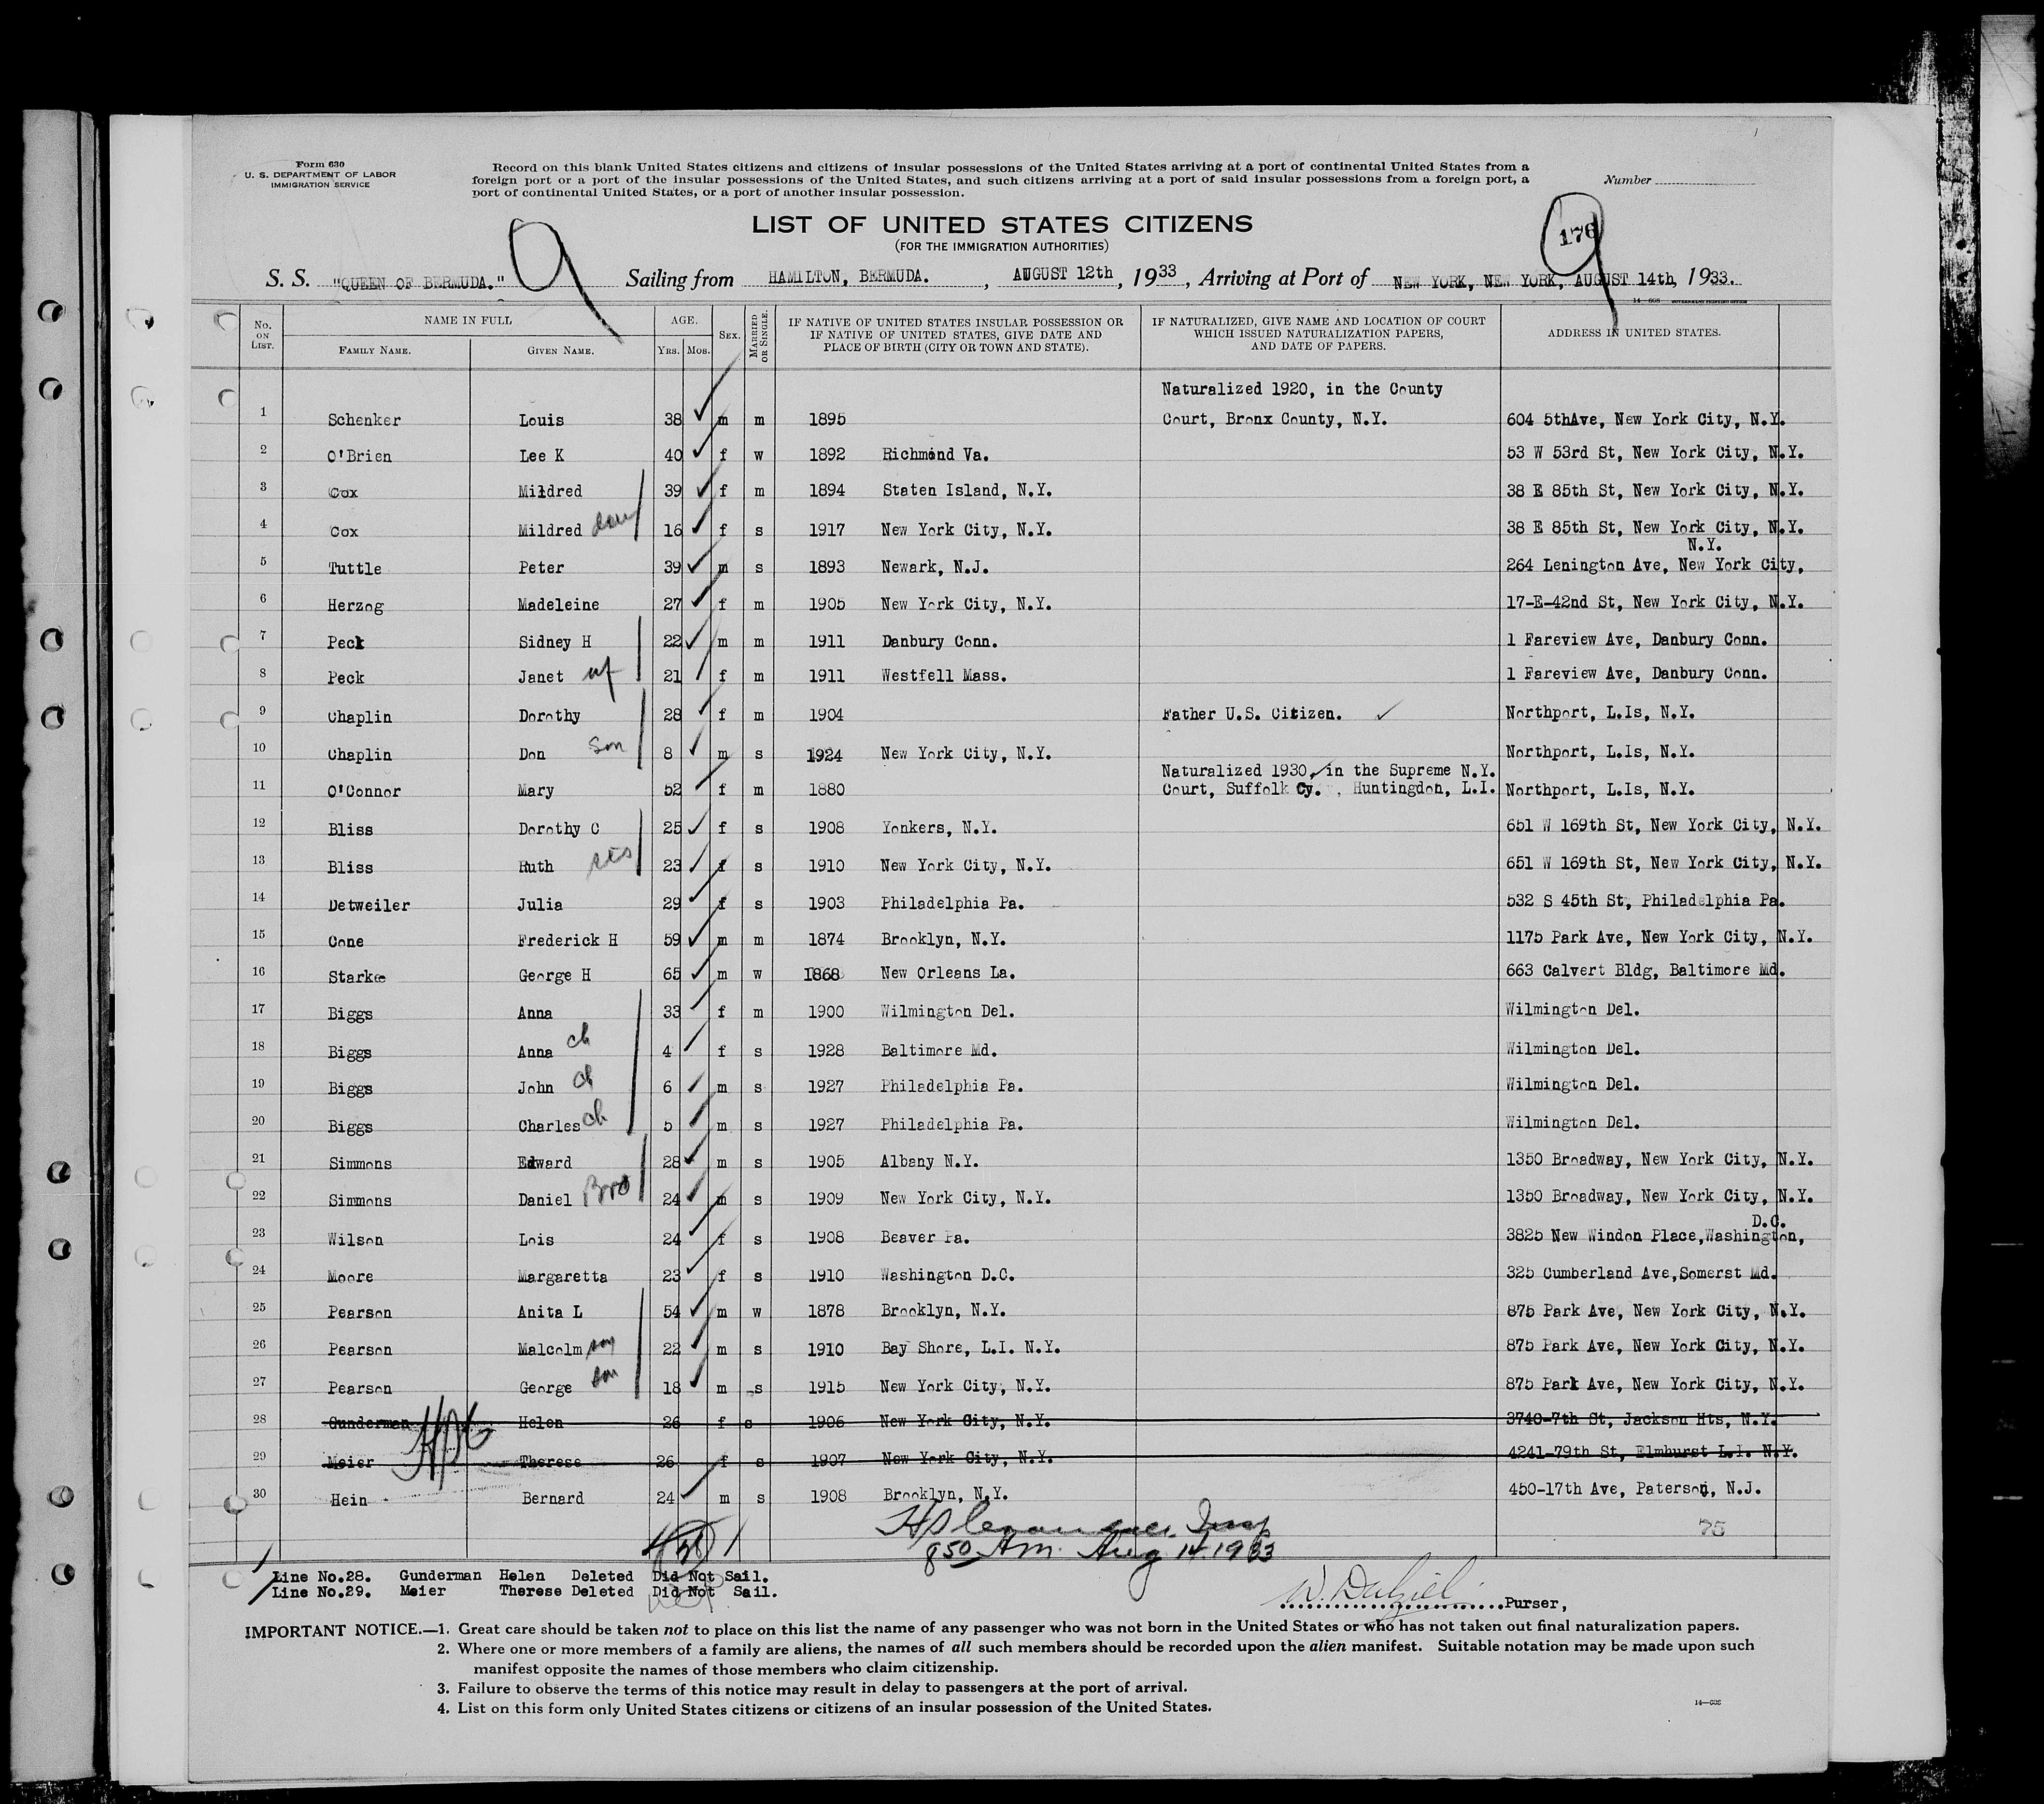 Form 630
U. S. DEPARTMENT OF LABOR
IMMIGRATION SERVICE
Record on this blank United States citizens and citizens of insular possessions of the United States arriving at a port of continental United States from a
foreign port or a port of the insular possessions of the United States, and such citizens arriving at a port of said insular possessions from a foreign port, a
port of continental United States, or a port of another insular possession.
Number
LIST OF UNITED STATES CITIZENS
(FOR THE IMMIGRATION AUTHORITIES)
9
176
S. S. "QUEEN OF BERMUDA." Sailing from HAMILTON, BERMUDA. , AUGUST 12th , 1933 , Arriving at Port of NEW YORK, NEW YORK, AUGUST 14th, 1933.
No. ON LIST. NAME IN FULL FAMILY NAME. GIVEN NAME. AGE. YRS. MOS. SEX. MARRIED OR SINGLE. IF NATIVE OF UNITED STATES INSULAR POSSESSION OR IF NATIVE OF UNITED STATES, GIVE DATE AND PLACE OF BIRTH (CITY OR TOWN AND STATE). IF NATURALIZED, GIVE NAME AND LOCATION OF COURT WHICH ISSUED NATURALIZATION PAPERS, AND DATE OF PAPERS. ADDRESS IN UNITED STATES.
Naturalized 1920, in the County
1 Schenker Louis 38 m m 1895 Court, Bronx County, N.Y. 604 5thAve, New York City, N.Y.
2 O'Brien Lee K 40 f w 1892 Richmond Va. 53 W 53rd St, New York City, N.Y.
3 Cox Mildred 39 f m 1894 Staten Island, N.Y. 38 E 85th St, New York City, N.Y.
4 Cox Mildred dau 16 f s 1917 New York City, N.Y. 38 E 85th St, New York City, N.Y.
N.Y.
5 Tuttle Peter 39 m s 1893 Newark, N.J. 264 Lenington Ave, New York City,
6 Herzog Madeleine 27 f m 1905 New York City, N.Y. 17-E-42nd St, New York City, N.Y.
7 Peck Sidney H 22 m m 1911 Danbury Conn. 1 Fareview Ave, Danbury Conn.
8 Peck Janet wf 21 f m 1911 Westfell Mass. 1 Fareview Ave, Danbury Conn.
9 Chaplin Dorothy 28 f m 1904 Father U.S. Citizen. Northport, L.Is, N.Y.
10 Chaplin Don son 8 m s 1924 New York City, N.Y. Northport, L.Is, N.Y.
Naturalized 1930, in the Supreme N.Y.
11 O'Connor Mary 52 f m 1880 Court, Suffolk Cy. , Huntingdon, L.I. Northport, L.Is, N.Y.
12 Bliss Dorothy C 25 f s 1908 Yonkers, N.Y. 651 W 169th St, New York City, N.Y.
13 Bliss Ruth sis 23 f s 1910 New York City, N.Y. 651 W 169th St, New York City, N.Y.
14 Detweiler Julia 29 f s 1903 Philadelphia Pa. 532 S 45th St, Philadelphia Pa.
15 Cone Frederick H 59 m m 1874 Brooklyn, N.Y. 1175 Park Ave, New York City, N.Y.
16 Starke George H 65 m w 1868 New Orleans La. 663 Calvert Bldg, Baltimore Md.
17 Biggs Anna 33 f m 1900 Wilmington Del. Wilmington Del.
18 Biggs Anna ch 4 f s 1928 Baltimore Md. Wilmington Del.
19 Biggs John ch 6 m s 1927 Philadelphia Pa. Wilmington Del.
20 Biggs Charles ch 5 m s 1927 Philadelphia Pa. Wilmington Del.
21 Simmons Edward 28 m s 1905 Albany N.Y. 1350 Broadway, New York City, N.Y.
22 Simmons Daniel Bro 24 m s 1909 New York City, N.Y. 1350 Broadway, New York City, N.Y.
D.C.
23 Wilson Lois 24 f s 1908 Beaver Pa. 3825 New Windon Place,Washington,
24 Moore Margaretta 23 f s 1910 Washington D.C. 325 Cumberland Ave,Somerst Md.
25 Pearson Anita L 54 m w 1878 Brooklyn, N.Y. 875 Park Ave, New York City, N.Y.
26 Pearson Malcolm son 22 m s 1910 Bay Shore, L.I. N.Y. 875 Park Ave, New York City, N.Y.
27 Pearson George son 18 m s 1915 New York City, N.Y. 875 Park Ave, New York City, N.Y.
28 Gunderman Helen 26 f s 1906 New York City, N.Y. 3740-7th St, Jackson Hts, N.Y.
29 Meier Therese 26 f s 1907 New York City, N.Y. 4241-79th St, Elmhurst L.I. N.Y.
30 Hein Bernard 24 m s 1908 Brooklyn, N.Y. 450-17th Ave, Paterson, N.J.
75
850 Am. Aug 14 1933
Line No.28. Gunderman Helen Deleted Did Not Sail.
Line No.29. Meier Therese Deleted Did Not Sail.
W. Dalziel Purser,
IMPORTANT NOTICE.—1. Great care should be taken not to place on this list the name of any passenger who was not born in the United States or who has not taken out final naturalization papers.
2. Where one or more members of a family are aliens, the names of all such members should be recorded upon the alien manifest. Suitable notation may be made upon such
manifest opposite the names of those members who claim citizenship.
3. Failure to observe the terms of this notice may result in delay to passengers at the port of arrival.
4. List on this form only United States citizens or citizens of an insular possession of the United States.